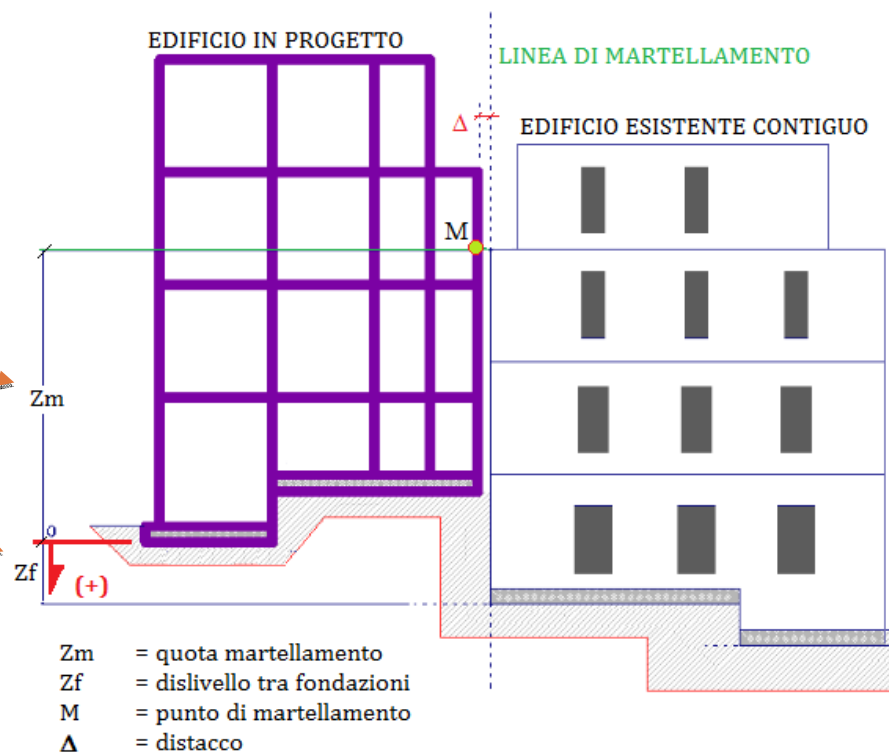 EDIFICIO IN PROGETTO
LINEA DI MARTELLAMENTO
Δ
EDIFICIO ESISTENTE CONTIGUO
M
Zm
0
Zf
(+)
Zm = quota martellamento
Zf = dislivello tra fondazioni
M = punto di martellamento
Δ = distacco